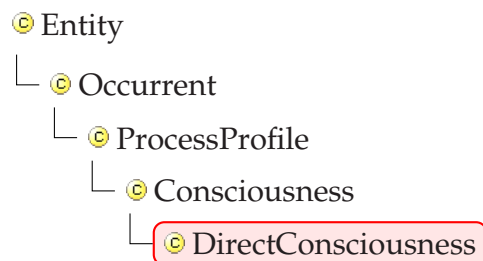 Entity
Occurrent
ProcessProfile
Consciousness
DirectConsciousness